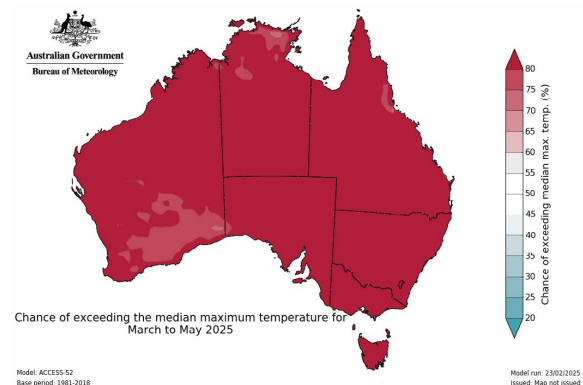 Australian Government
Bureau of Meteorology
80
75
70
65
60
55
50
45
40
35
30
25
20
Chance of exceeding median max. temp. (%)
Chance of exceeding the median maximum temperature for
March to May 2025
Model: ACCESS-S2
Base period: 1981-2018
Model run: 23/02/2025
Issued: Map not issued